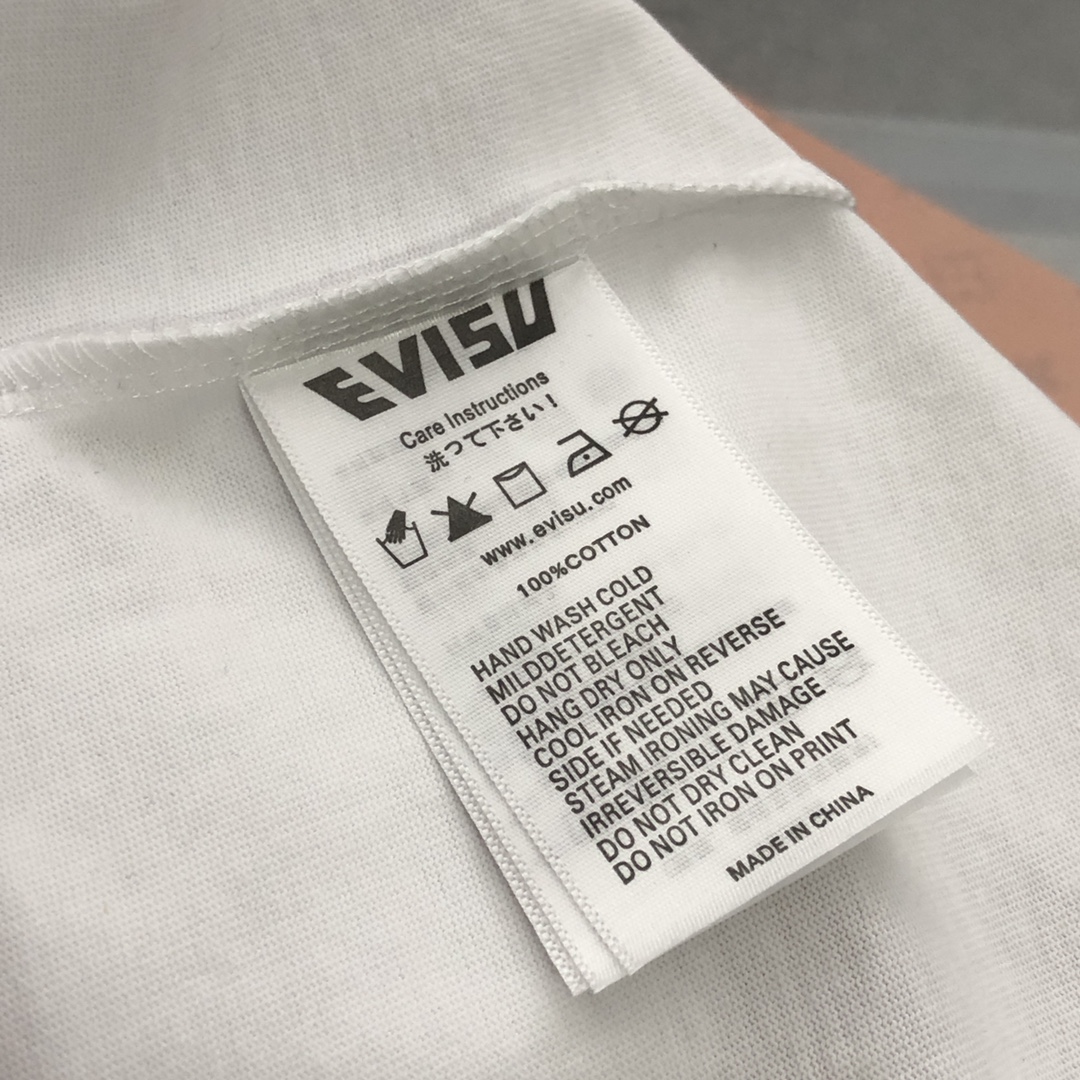 EVISU
Care Instructions
洗って下さい!
www.evisu.com
100%COTTON
HAND WASH COLD
MILDDETERGENT
DO NOT BLEACH
HANG DRY ONLY
COOL IRON ON REVERSE
SIDE IF NEEDED
STEAM IRONING MAY CAUSE
IRREVERSIBLE DAMAGE
DO NOT DRY CLEAN
DO NOT IRON ON PRINT
MADE IN CHINA